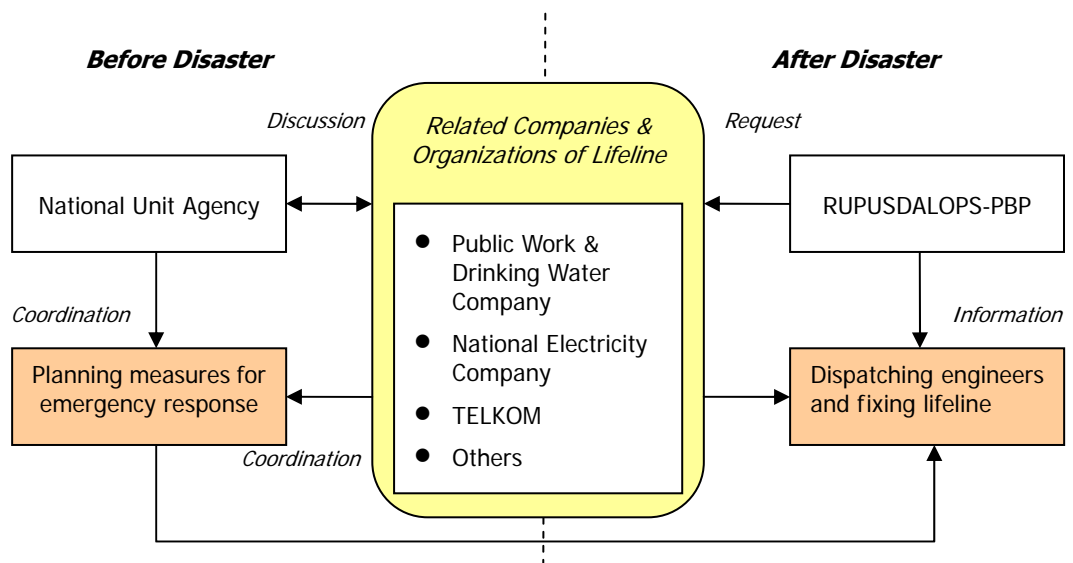 Before Disaster
After Disaster
Discussion
Related Companies &
Organizations of Lifeline
Request
National Unit Agency
RUPUSDALOPS-PBP
● Public Work &
Drinking Water
Company
● National Electricity
Company
● TELKOM
● Others
Coordination
Information
Planning measures for
emergency response
Dispatching engineers
and fixing lifeline
Coordination